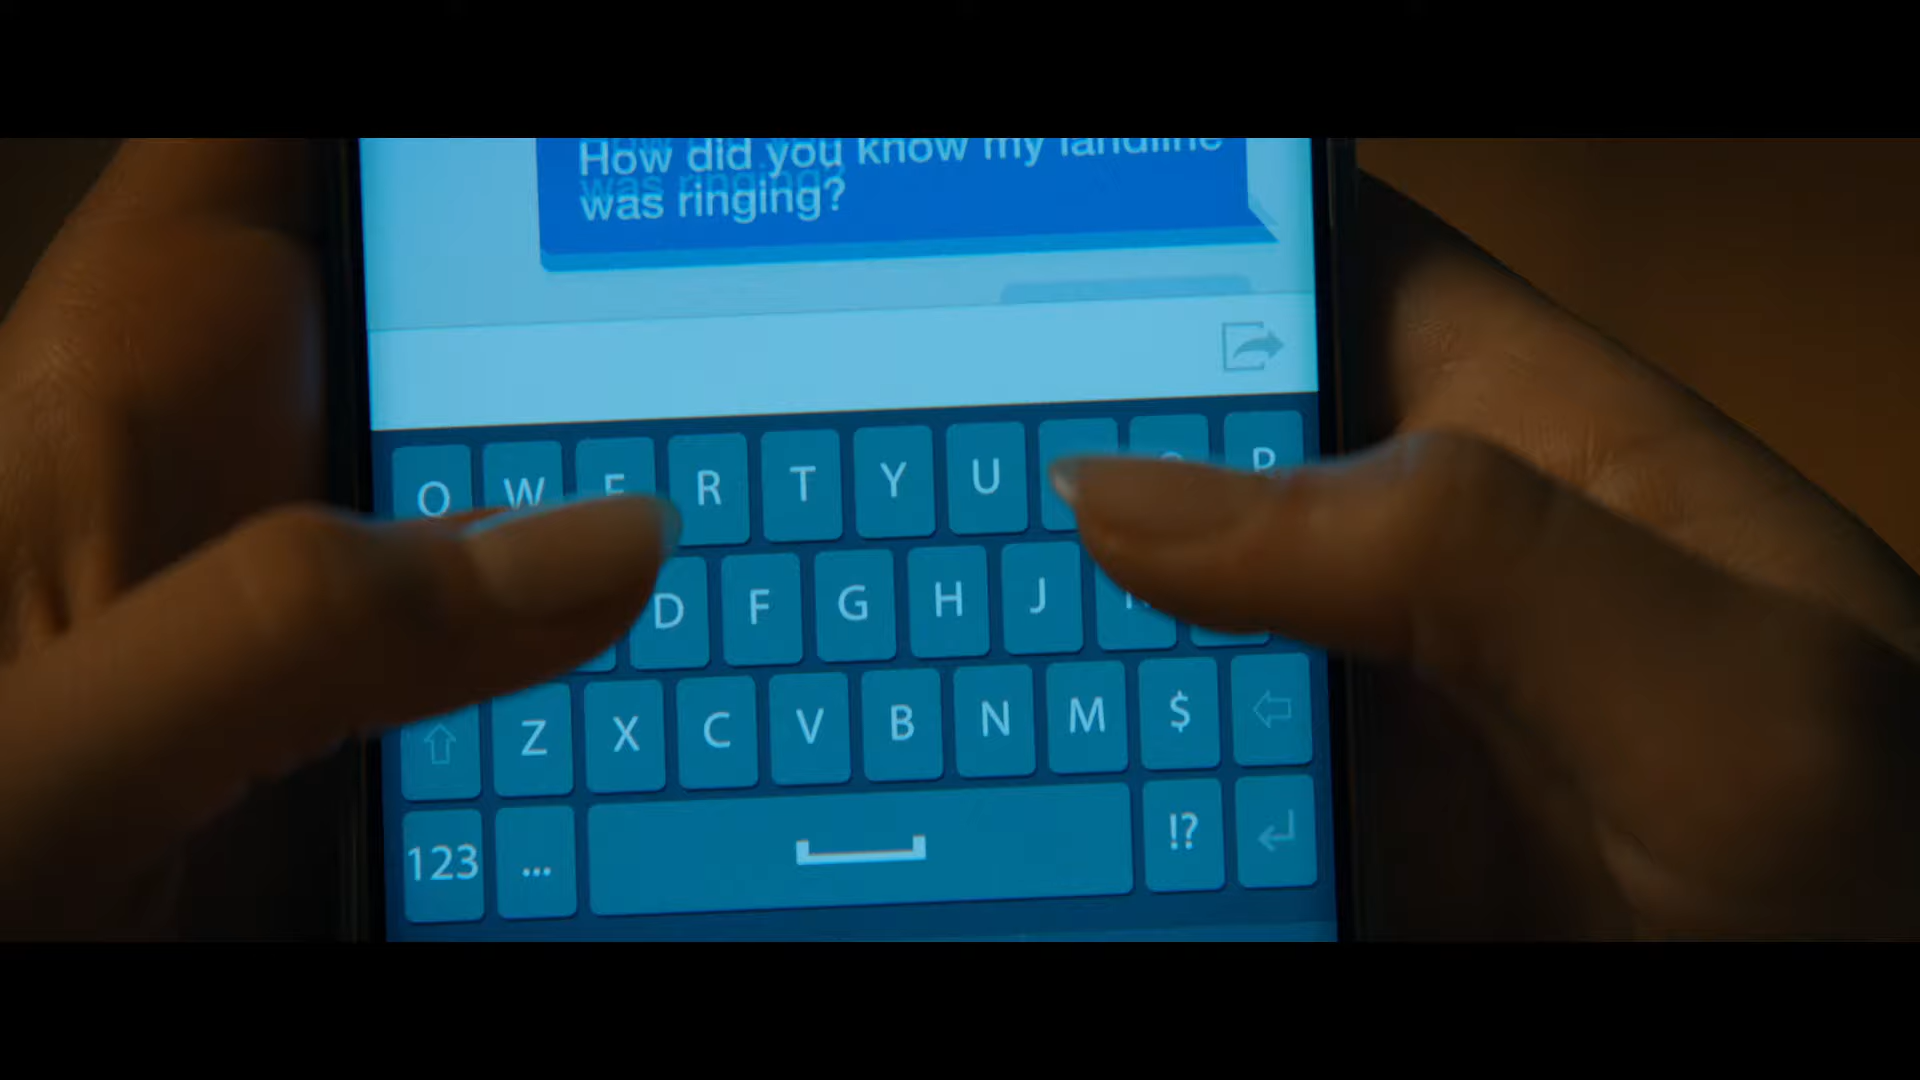 How did you know my landline
was ringing?
Q W E R T Y U O P
D F G H J K
Z X C V B N M $
123 ... !?